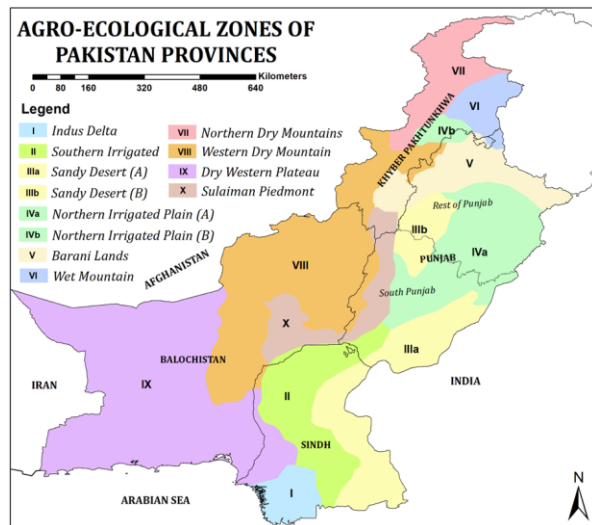 AGRO-ECOLOGICAL ZONES OF
PAKISTAN PROVINCES
Kilometers
0 80 160 320 480 640
Legend
I Indus Delta
II Southern Irrigated
IIIa Sandy Desert (A)
IIIb Sandy Desert (B)
IVa Northern Irrigated Plain (A)
IVb Northern Irrigated Plain (B)
V Barani Lands
VI Wet Mountain
VII Northern Dry Mountains
VIII Western Dry Mountain
IX Dry Western Plateau
X Sulaiman Piedmont
VII
VI
IVb
KHYBER PAKHTUNKHWA
V
Rest of Punjab
IIIb
PUNJAB
IVa
AFGHANISTAN
VIII
South Punjab
X
IIIa
BALOCHISTAN
IRAN
IX
INDIA
II
SINDH
I
ARABIAN SEA
N